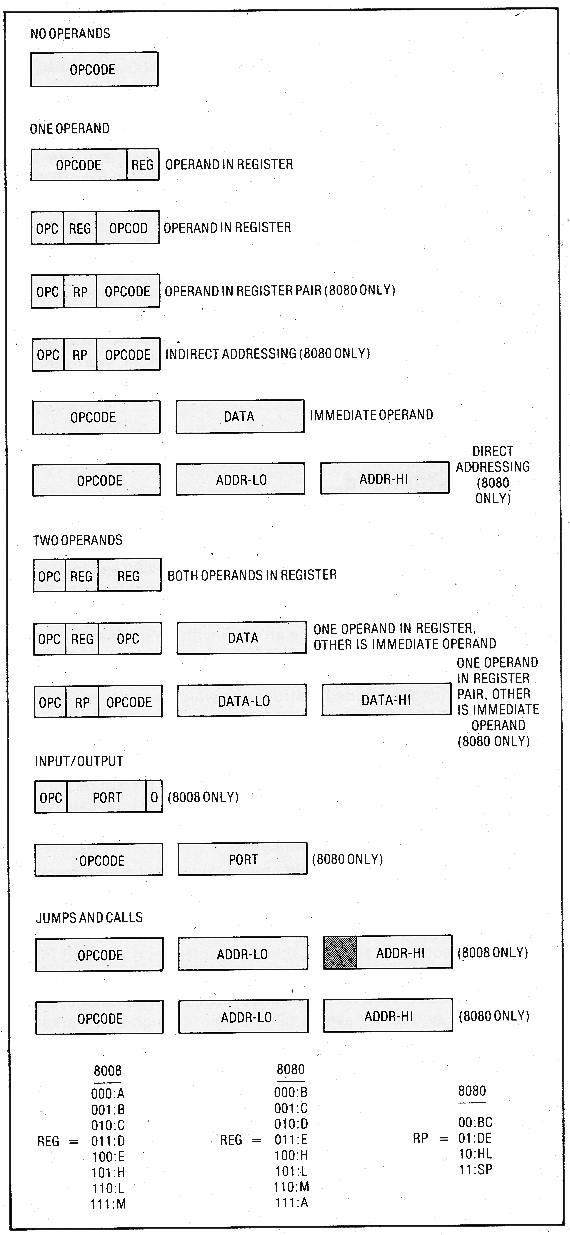 NO OPERANDS
OPCODE
ONE OPERAND
OPCODE REG OPERAND IN REGISTER
OPC REG OPCOD OPERAND IN REGISTER
OPC RP OPCODE OPERAND IN REGISTER PAIR (8080 ONLY)
OPC RP OPCODE INDIRECT ADDRESSING (8080 ONLY)
OPCODE DATA IMMEDIATE OPERAND
OPCODE ADDR-LO ADDR-HI
DIRECT
ADDRESSING
(8080
ONLY)
TWO OPERANDS
OPC REG REG BOTH OPERANDS IN REGISTER
OPC REG OPC DATA
ONE OPERAND IN REGISTER,
OTHER IS IMMEDIATE OPERAND
OPC RP OPCODE DATA-LO DATA-HI
ONE OPERAND
IN REGISTER
PAIR, OTHER
IS IMMEDIATE
OPERAND
(8080 ONLY)
INPUT/OUTPUT
OPC PORT 0 (8008 ONLY)
OPCODE PORT (8080 ONLY)
JUMPS AND CALLS
OPCODE ADDR-LO ADDR-HI (8008 ONLY)
OPCODE ADDR-LO ADDR-HI (8080 ONLY)
8008
000:A
001:B
010:C
REG = 011:D
100:E
101:H
110:L
111:M
8080
000:B
001:C
010:D
REG = 011:E
100:H
101:L
110:M
111:A
8080
00:BC
RP = 01:DE
10:HL
11:SP